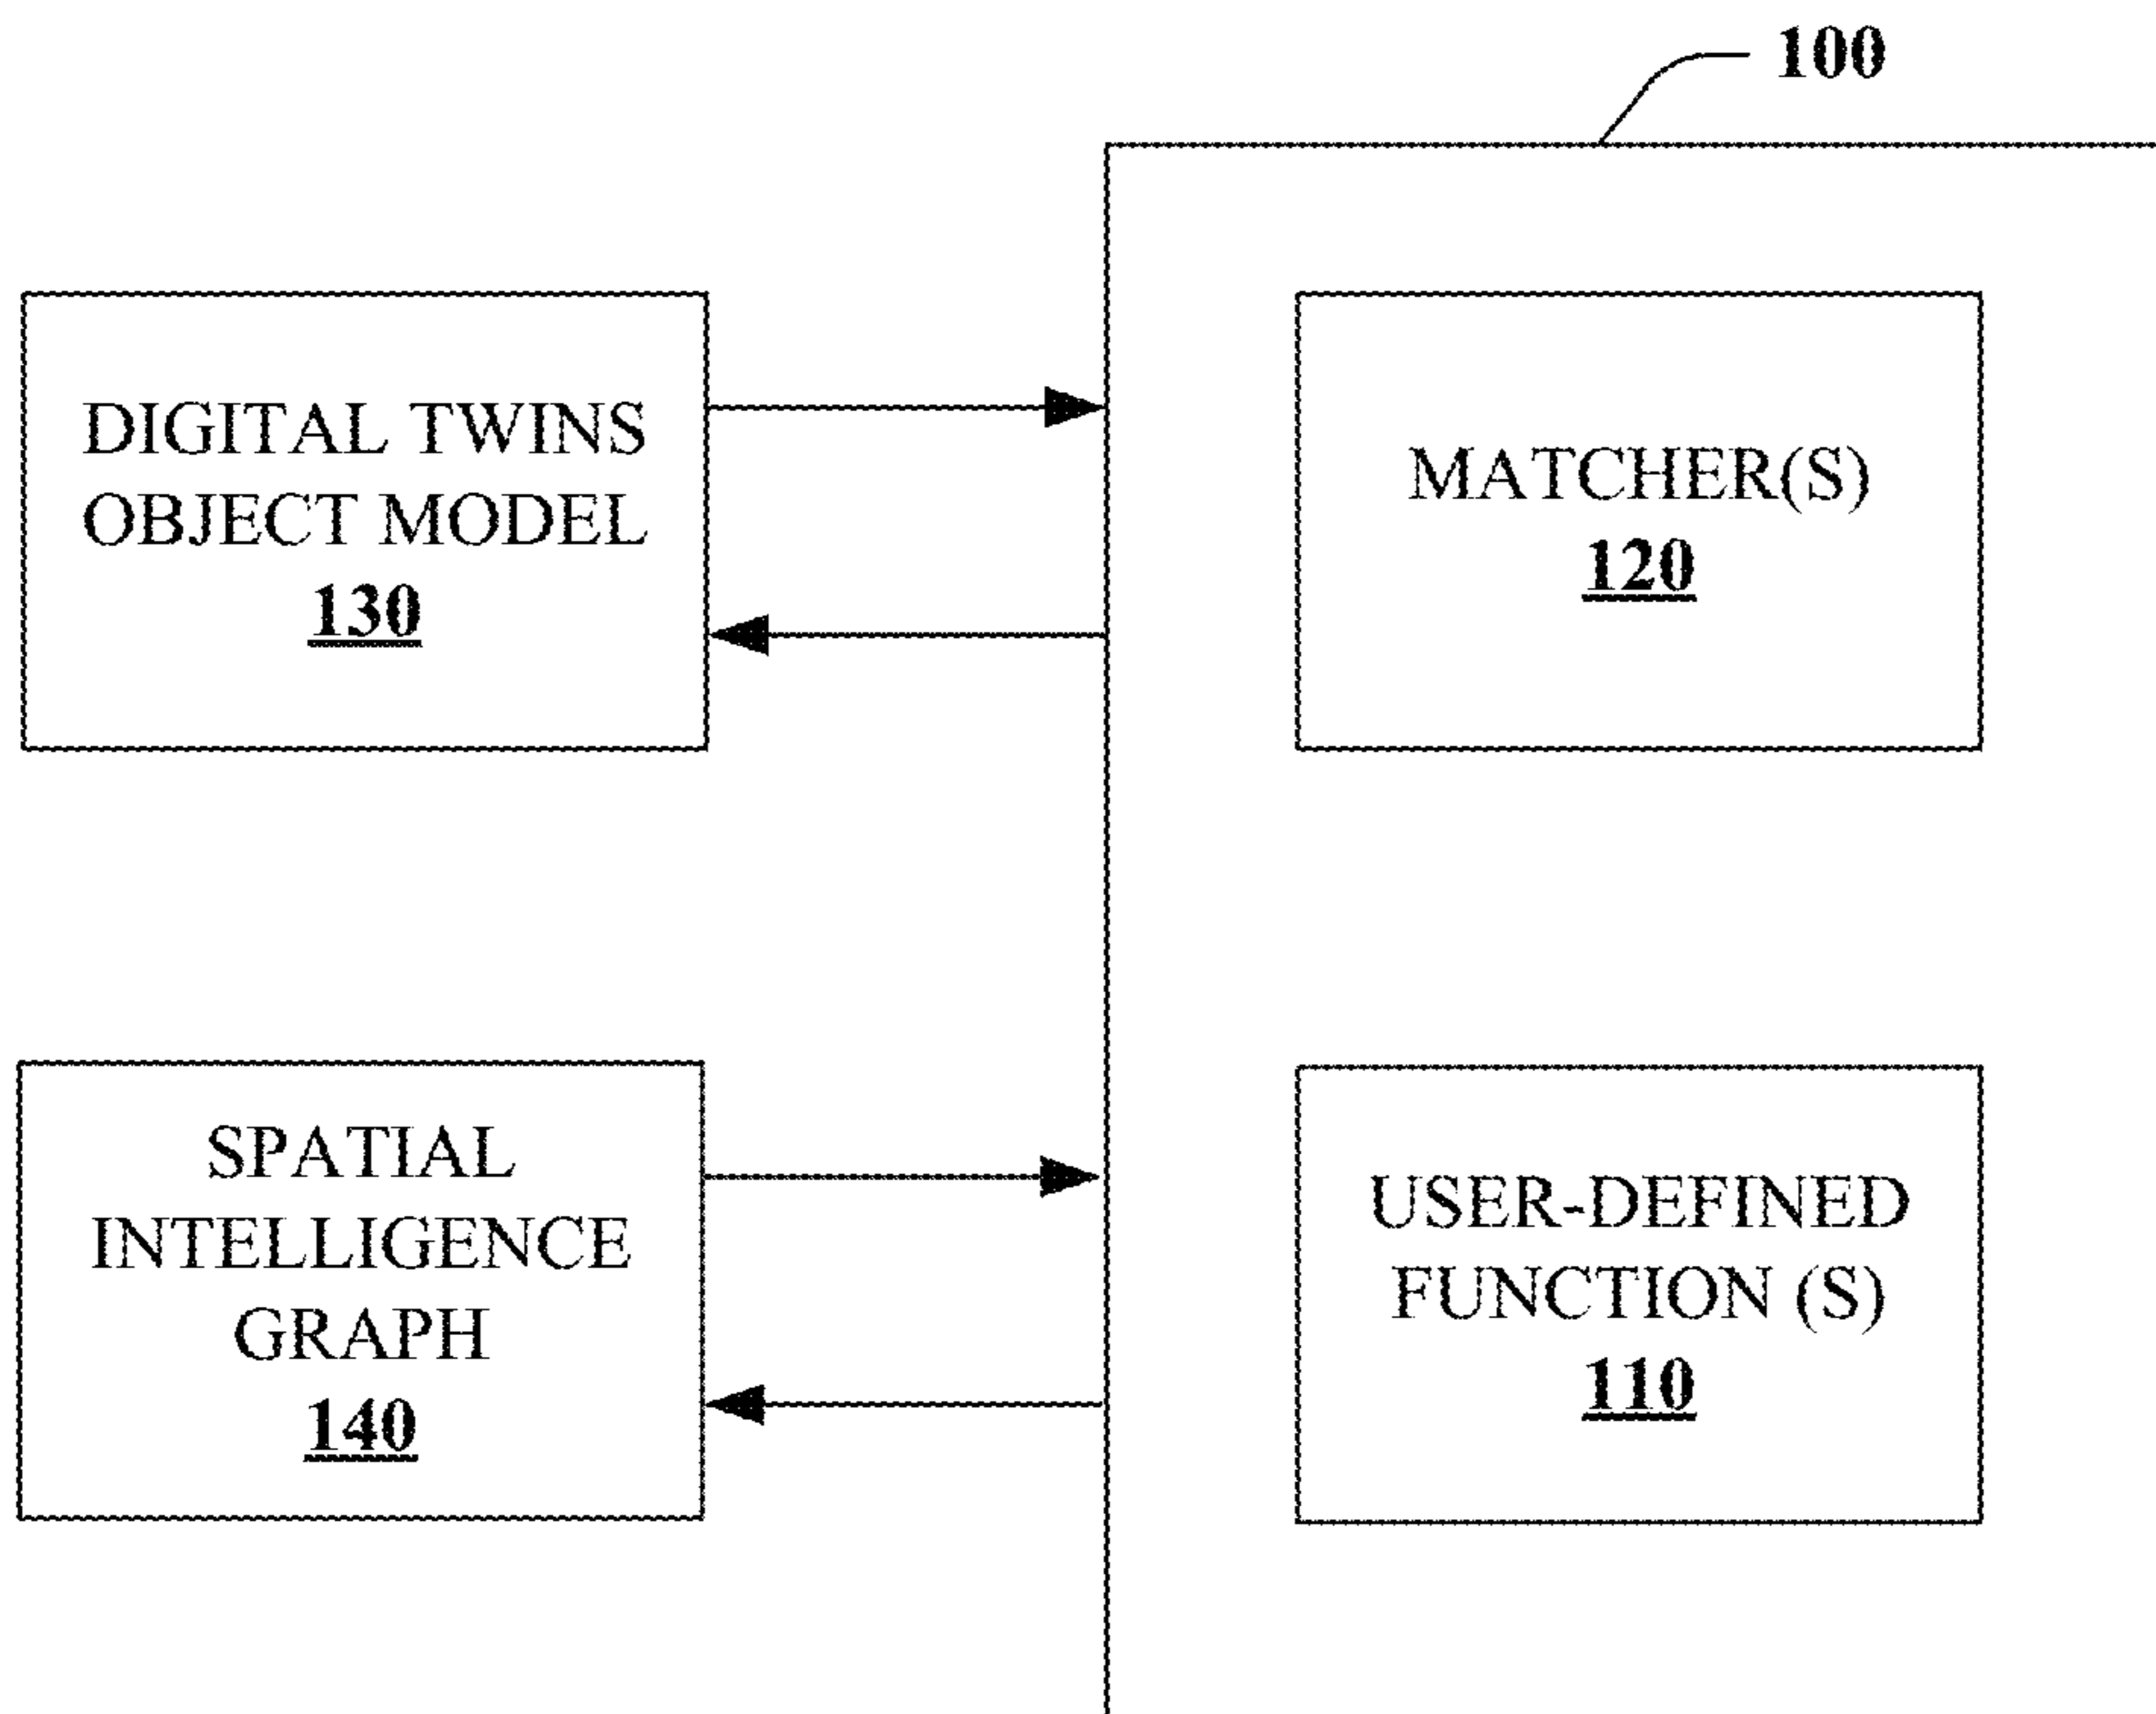 100
DIGITAL TWINS
OBJECT MODEL
130
MATCHER(S)
120
SPATIAL
INTELLIGENCE
GRAPH
140
USER-DEFINED
FUNCTION (S)
110